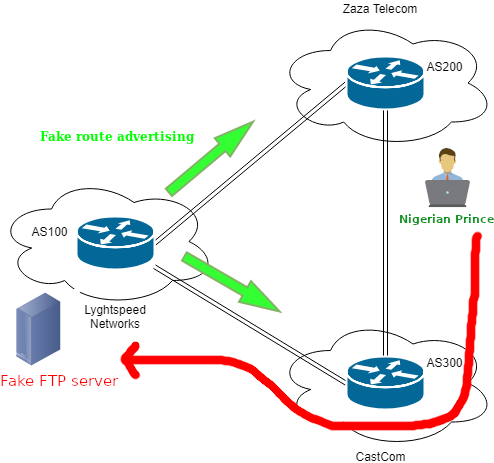 Zaza Telecom
AS200
Fake route advertising
Nigerian Prince
AS100
Lyghtspeed
Networks
Fake FTP server
AS300
CastCom